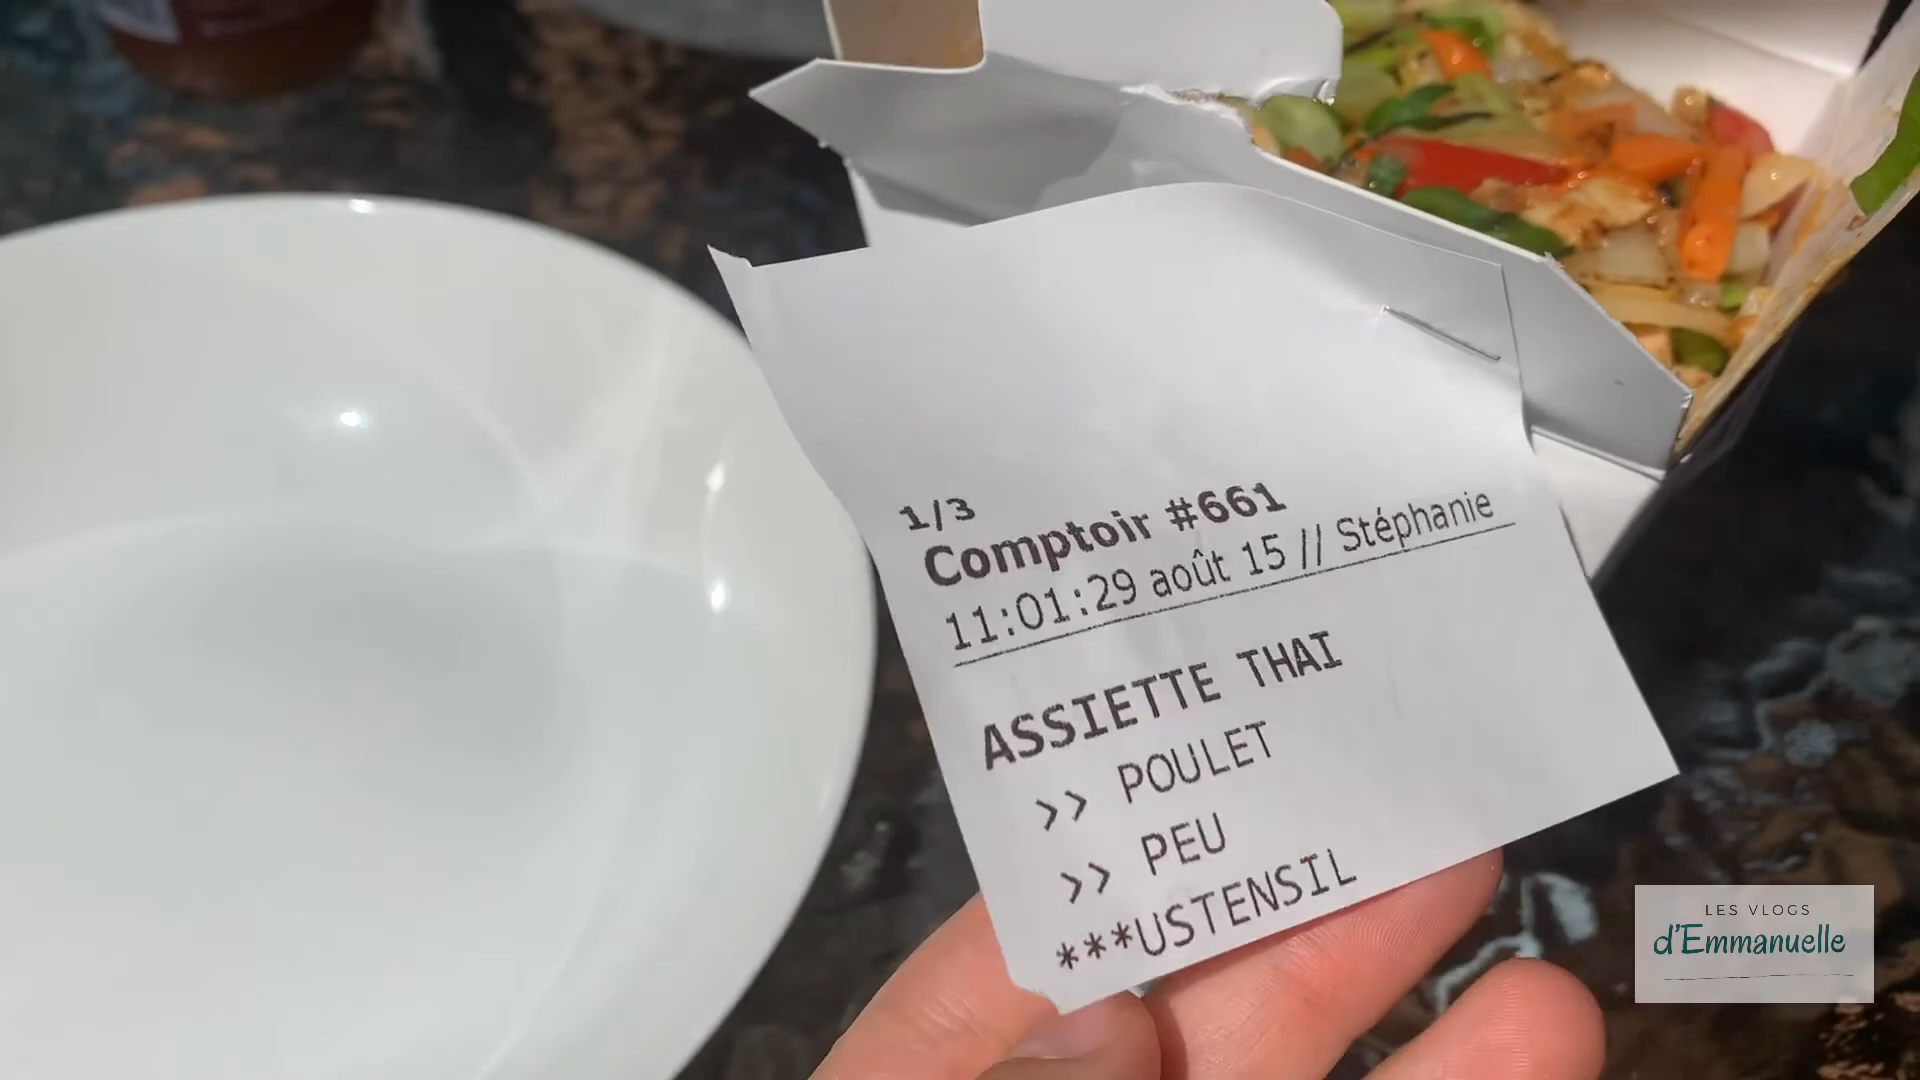 1/3
Comptoir #661
11:01:29 août 15 // Stéphanie
ASSIETTE THAI
>> POULET
>> PEU
***USTENSIL
LES VLOGS
d'Emmanuelle